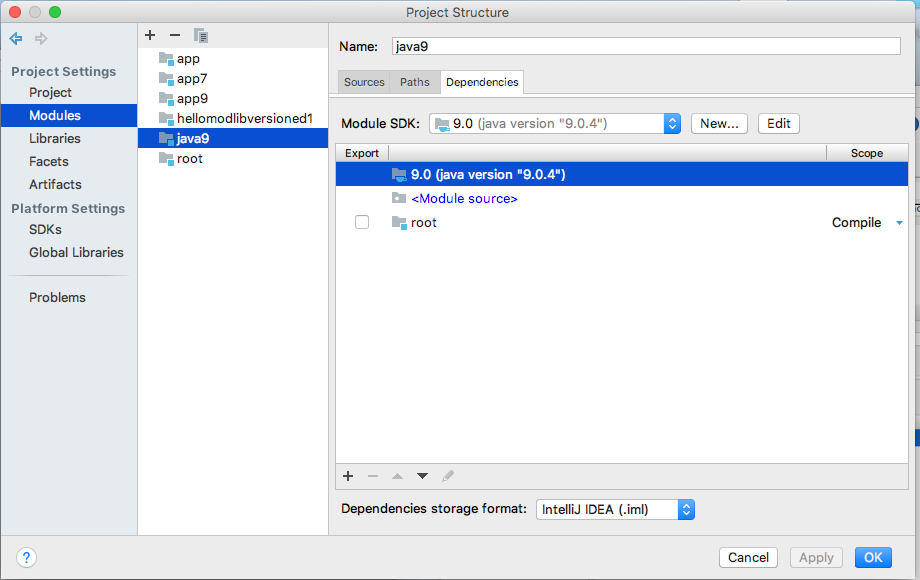 Project Structure
Project Settings
Project
Modules
Libraries
Facets
Artifacts
Platform Settings
SDKs
Global Libraries
Problems
app
app7
app9
hellomodlibversioned1
java9
root
Name: java9
Sources Paths Dependencies
Module SDK: 9.0 (java version "9.0.4") New... Edit
Export Scope
9.0 (java version "9.0.4")
<Module source>
root Compile
Dependencies storage format: IntelliJ IDEA (.iml)
? Cancel Apply OK